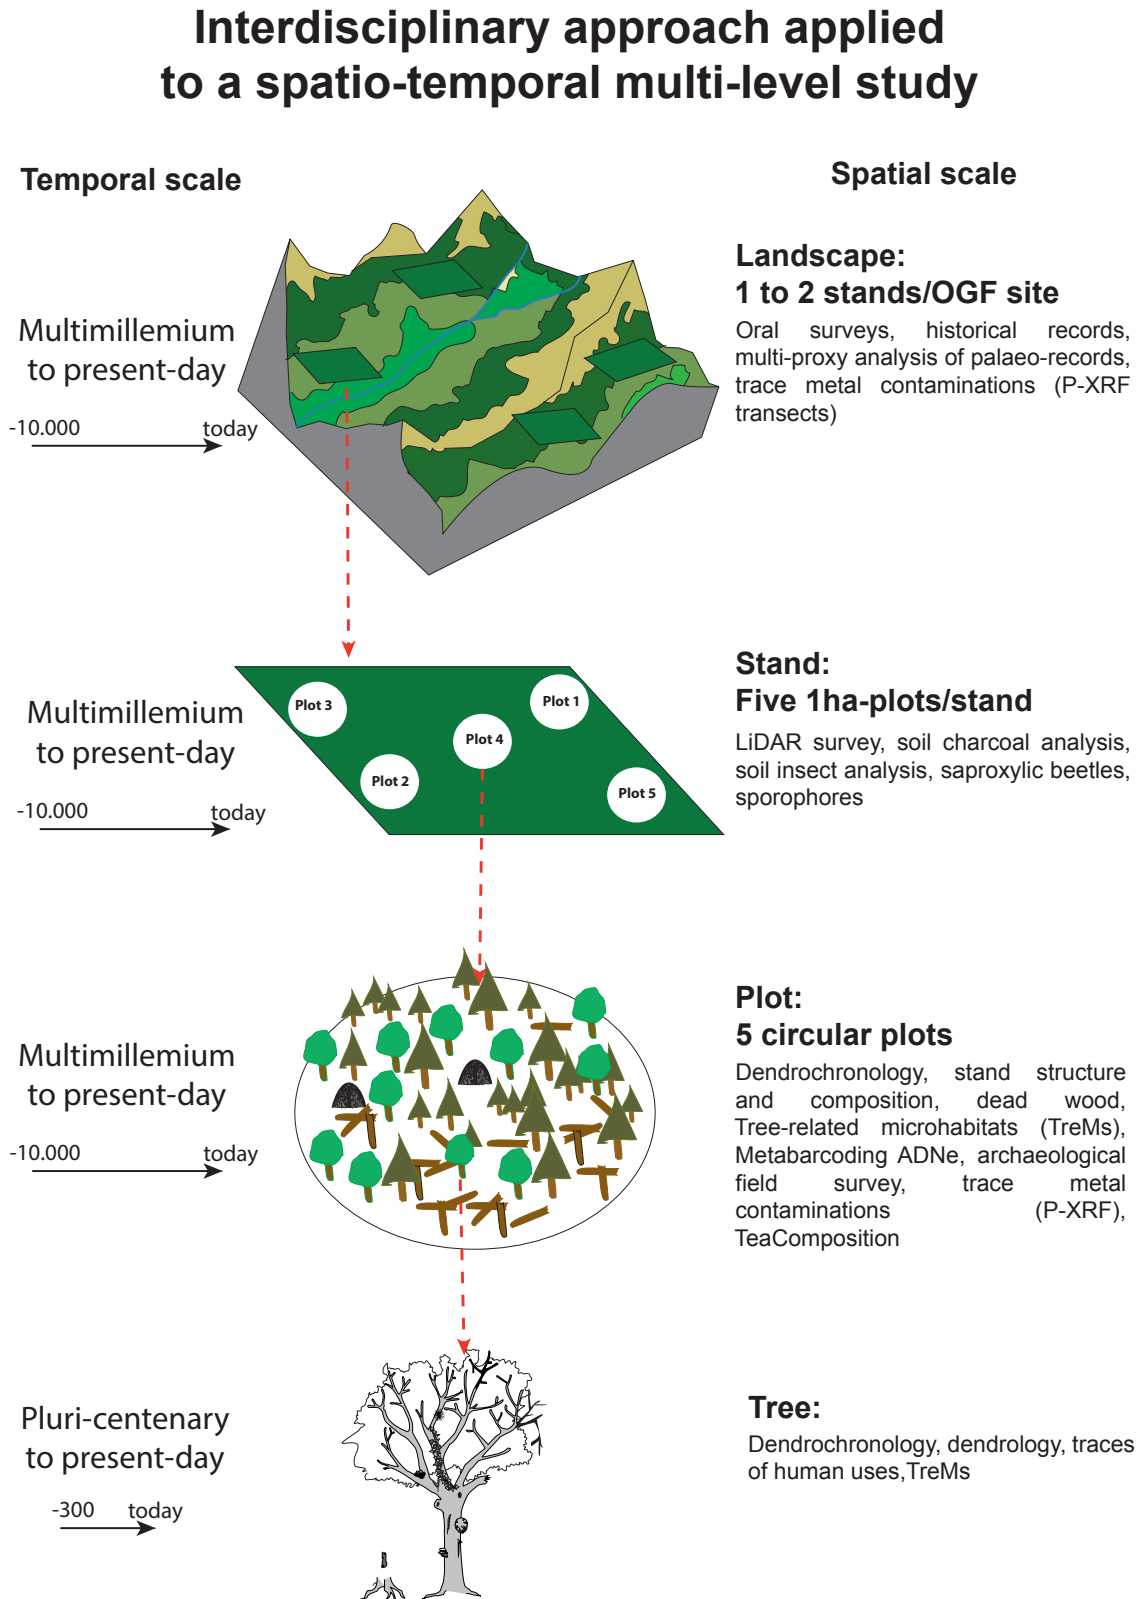 Interdisciplinary approach applied
to a spatio-temporal multi-level study
Temporal scale
Spatial scale
Multimillemium
to present-day
-10.000 today
Landscape:
1 to 2 stands/OGF site
Oral surveys, historical records,
multi-proxy analysis of palaeo-records,
trace metal contaminations (P-XRF
transects)
Multimillemium
to present-day
-10.000 today
Plot 3
Plot 1
Plot 4
Plot 2
Plot 5
Stand:
Five 1ha-plots/stand
LiDAR survey, soil charcoal analysis,
soil insect analysis, saproxylic beetles,
sporophores
Multimillemium
to present-day
-10.000 today
Plot:
5 circular plots
Dendrochronology, stand structure
and composition, dead wood,
Tree-related microhabitats (TreMs),
Metabarcoding ADNe, archaeological
field survey, trace metal
contaminations (P-XRF),
TeaComposition
Pluri-centenary
to present-day
-300 today
Tree:
Dendrochronology, dendrology, traces
of human uses,TreMs